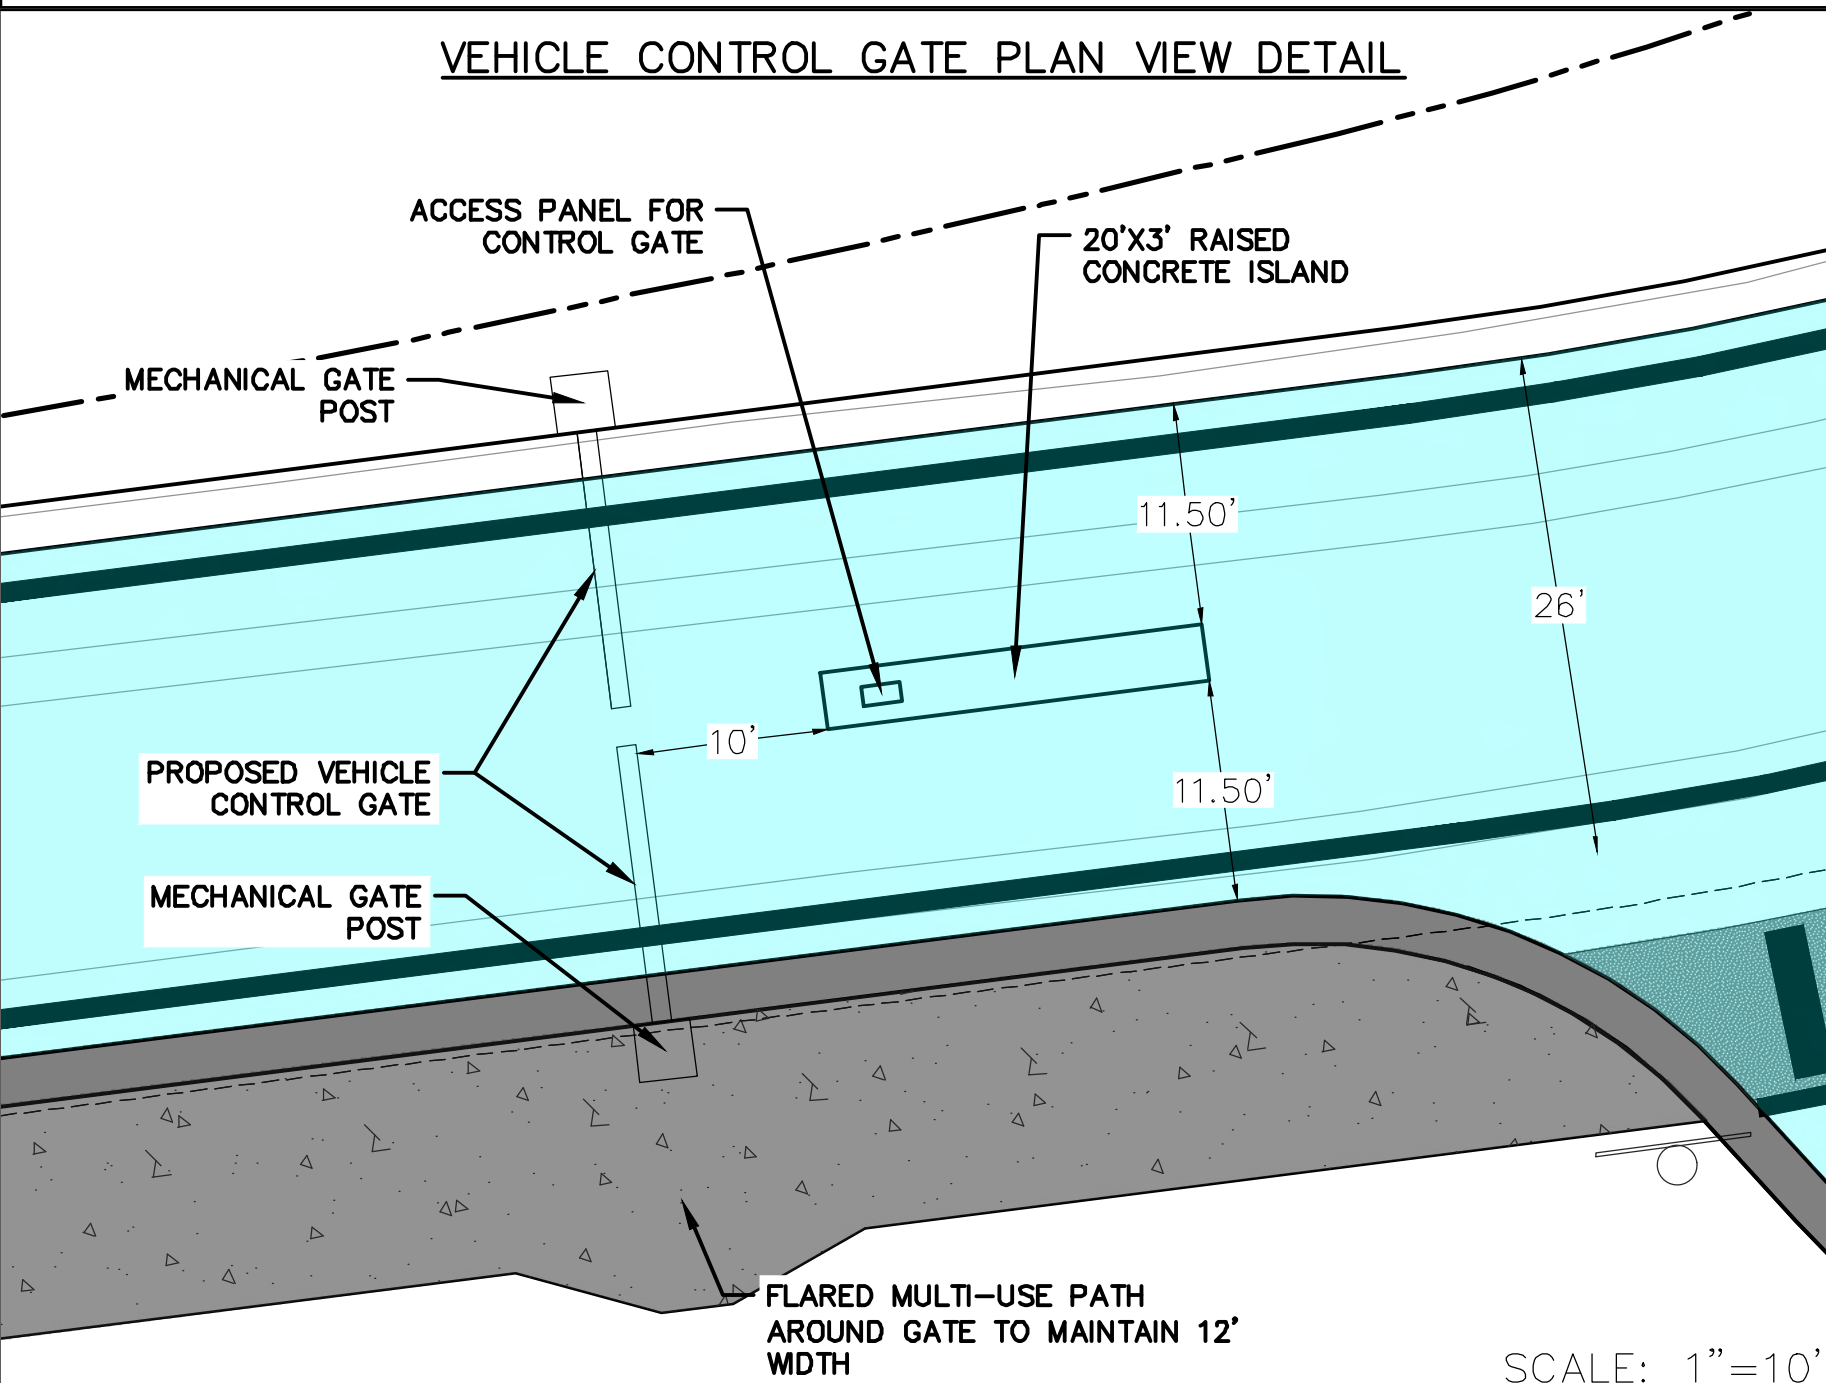 VEHICLE CONTROL GATE PLAN VIEW DETAIL
ACCESS PANEL FOR
CONTROL GATE
20'X3' RAISED
CONCRETE ISLAND
MECHANICAL GATE
POST
11.50'
26'
10'
PROPOSED VEHICLE
CONTROL GATE
11.50'
MECHANICAL GATE
POST
FLARED MULTI-USE PATH
AROUND GATE TO MAINTAIN 12'
WIDTH
SCALE: 1"=10'